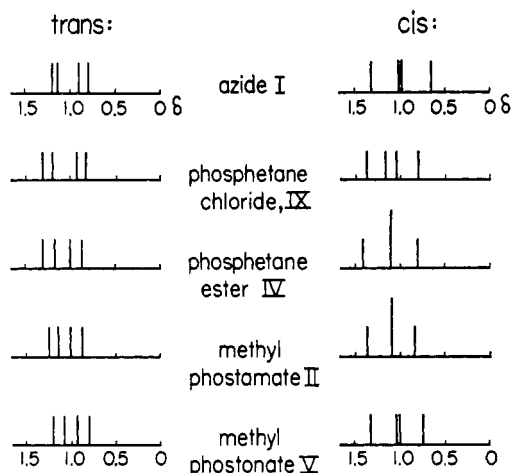 trans: cis:
azide I
1.5 1.0 0.5 0 δ 1.5 1.0 0.5 0 δ
phosphetane
chloride, IX
phosphetane
ester IV
methyl
phostamate II
methyl
phostonate V
1.5 1.0 0.5 0 1.5 1.0 0.5 0